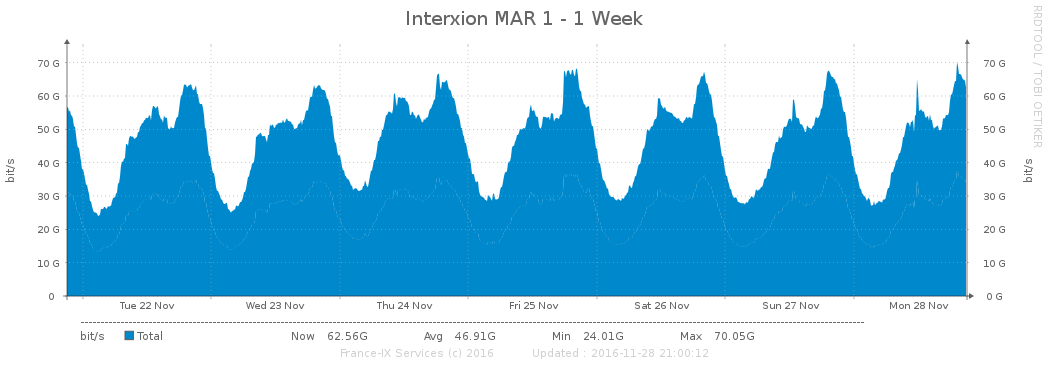 Interxion MAR 1 - 1 Week
RRDTOOL / TOBI OETIKER
bit/s
70 G
60 G
50 G
40 G
30 G
20 G
10 G
0
70 G
60 G
50 G
40 G
30 G
20 G
10 G
0 G
bit/s
Tue 22 Nov Wed 23 Nov Thu 24 Nov Fri 25 Nov Sat 26 Nov Sun 27 Nov Mon 28 Nov
bit/s Total Now 62.56G Avg 46.91G Min 24.01G Max 70.05G
France-IX Services (c) 2016 Updated : 2016-11-28 21:00:12